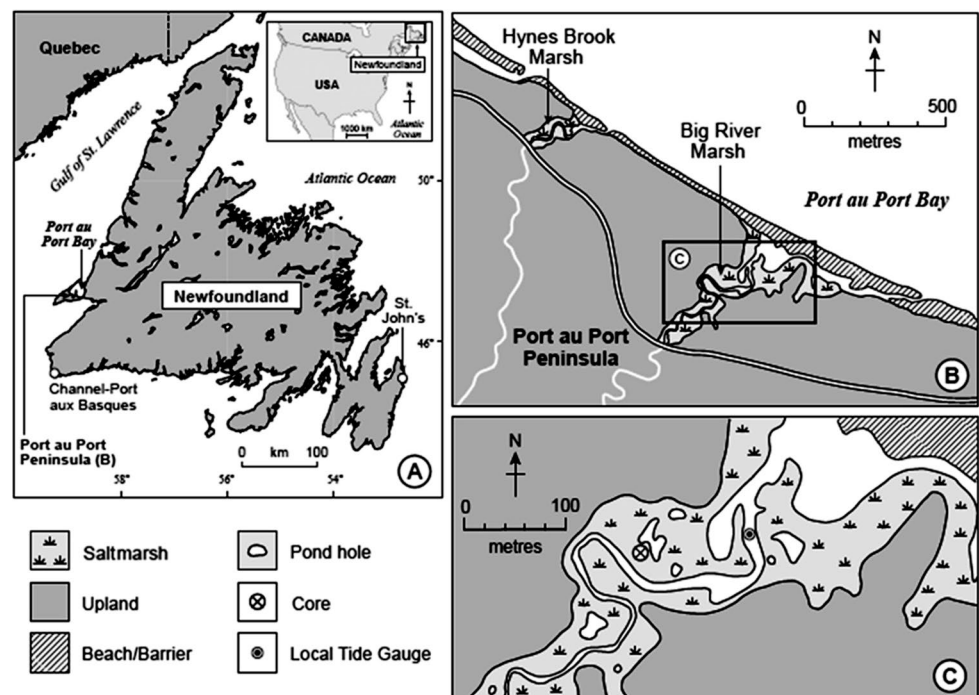 Quebec
CANADA
Newfoundland
USA
N
1000 km
Atlantic
Ocean
Gulf of St. Lawrence
Atlantic Ocean
50°
Port au
Port Bay
Newfoundland
St.
John's
46°
Channel-Port
aux Basques
Port au Port
Peninsula (B)
0 km 100
A
58°
56°
54°
Hynes Brook
Marsh
N
0 500
metres
Big River
Marsh
Port au Port Bay
C
Port au Port
Peninsula
B
N
0 100
metres
C
Saltmarsh
Pond hole
Upland
Core
Beach/Barrier
Local Tide Gauge